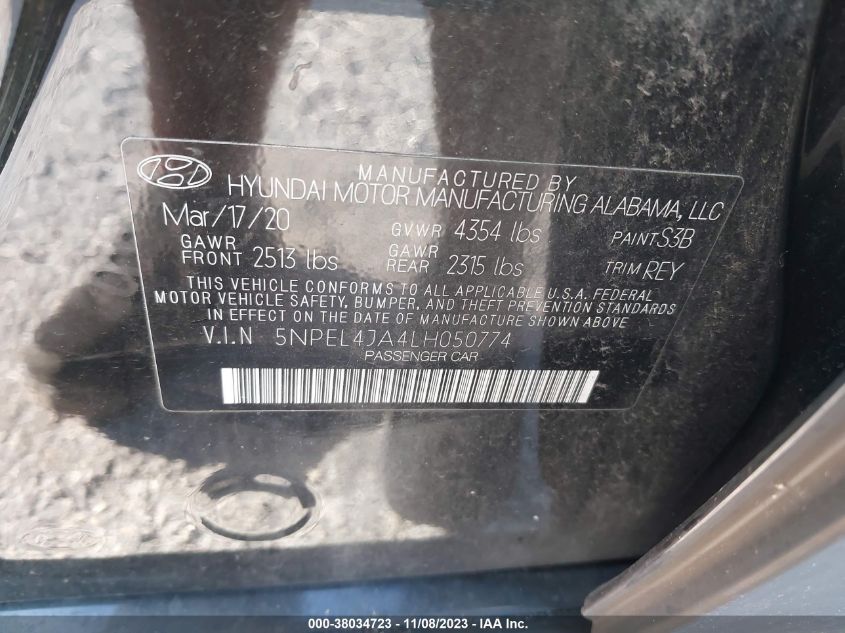 MANUFACTURED BY
HYUNDAI MOTOR MANUFACTURING ALABAMA, LLC
Mar/17/20 GVWR 4354 lbs PAINT S3B
GAWR FRONT 2513 lbs GAWR REAR 2315 lbs TRIM REY
THIS VEHICLE CONFORMS TO ALL APPLICABLE U.S.A. FEDERAL
MOTOR VEHICLE SAFETY, BUMPER, AND THEFT PREVENTION STANDARDS
IN EFFECT ON THE DATE OF MANUFACTURE SHOWN ABOVE
V.I.N 5NPEL4JA4LH050774
PASSENGER CAR
000-38034723 - 11/08/2023 - © IAA, Inc.